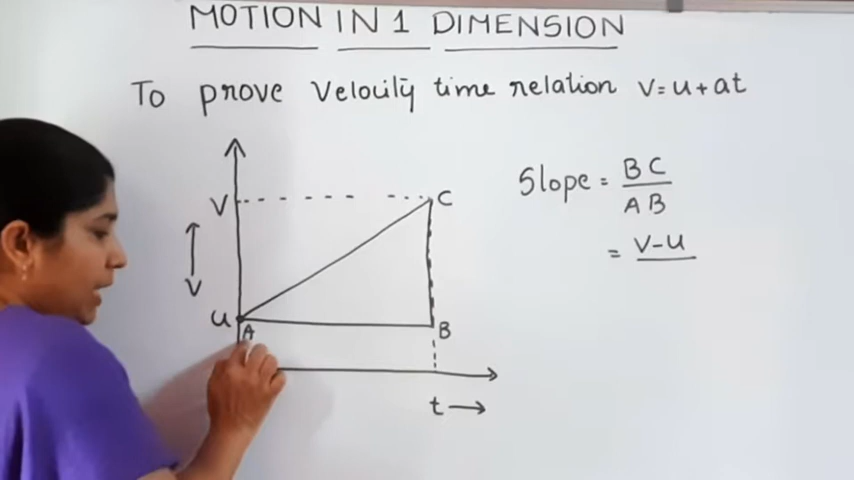 MOTION IN 1 DIMENSION
To prove Velocity time relation V=u+at
V
C
Slope = BC/AB
= V-u
V
u
A
B
t →